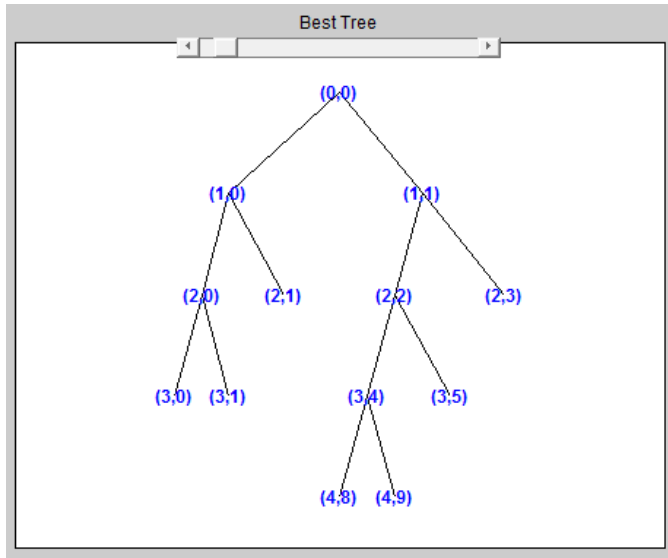 Best Tree
(0,0)
(1,0) (1,1)
(2,0) (2,1) (2,2) (2,3)
(3,0) (3,1) (3,4) (3,5)
(4,8) (4,9)